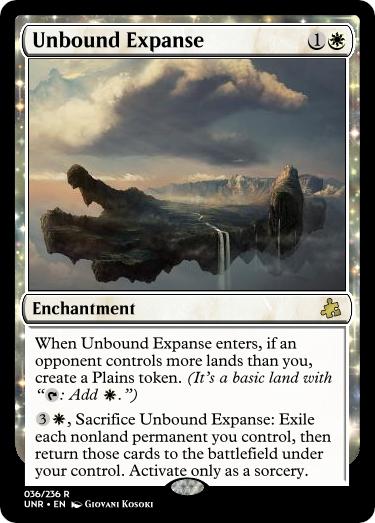 Unbound Expanse 1
Enchantment
When Unbound Expanse enters, if an
opponent controls more lands than you,
create a Plains token. (It's a basic land with
“: Add .”)
3, Sacrifice Unbound Expanse: Exile
each nonland permanent you control, then
return those cards to the battlefield under
your control. Activate only as a sorcery.
036/236 R
UNR • EN Giovani Kosoki